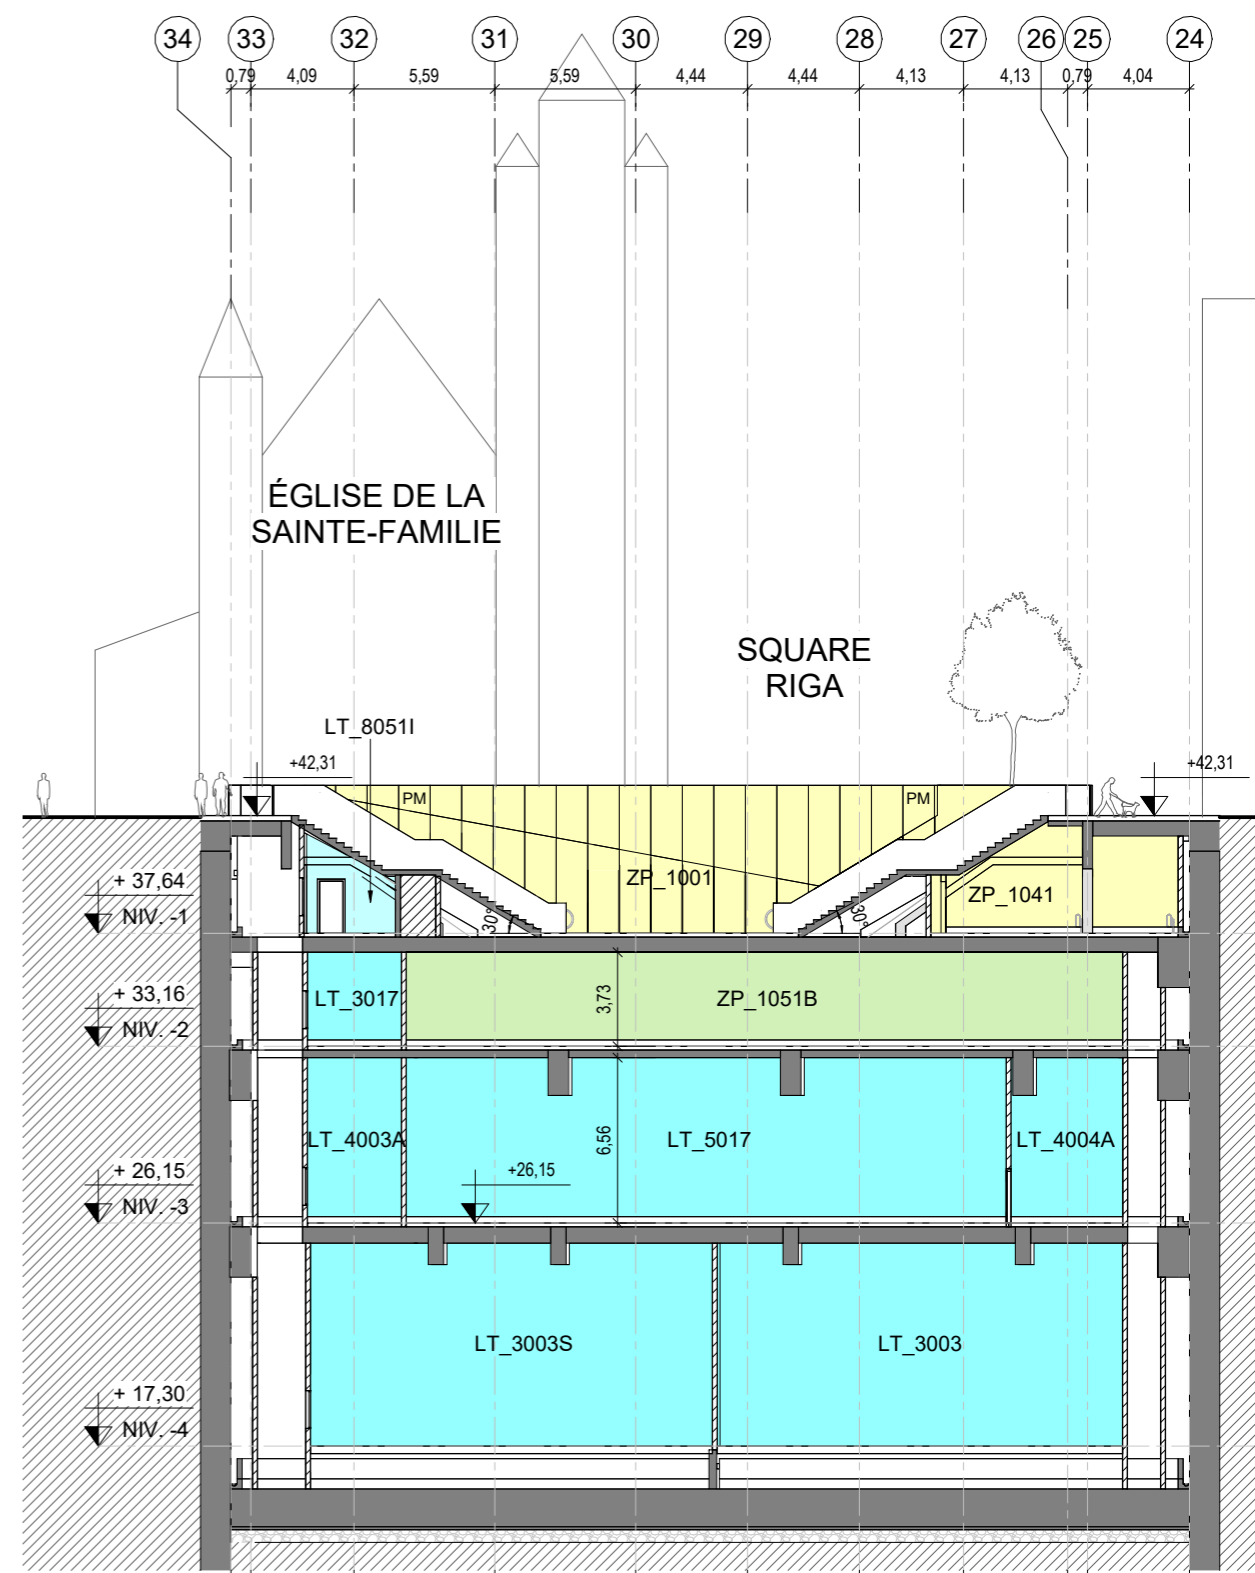 34 33 32 31 30 29 28 27 26 25 24
0,79 4,09 5,59 5,59 4,44 4,44 4,13 4,13 0,79 4,04
ÉGLISE DE LA
SAINTE-FAMILIE
SQUARE
RIGA
LT_8051I
+42,31
+42,31
PM
PM
ZP_1001
+ 37,64
NIV. -1
ZP_1041
30°
30°
+ 33,16
NIV. -2
LT_3017
3,73
ZP_1051B
LT_4003A
6,56
LT_5017
LT_4004A
+ 26,15
NIV. -3
+26,15
LT_3003S
LT_3003
+ 17,30
NIV. -4